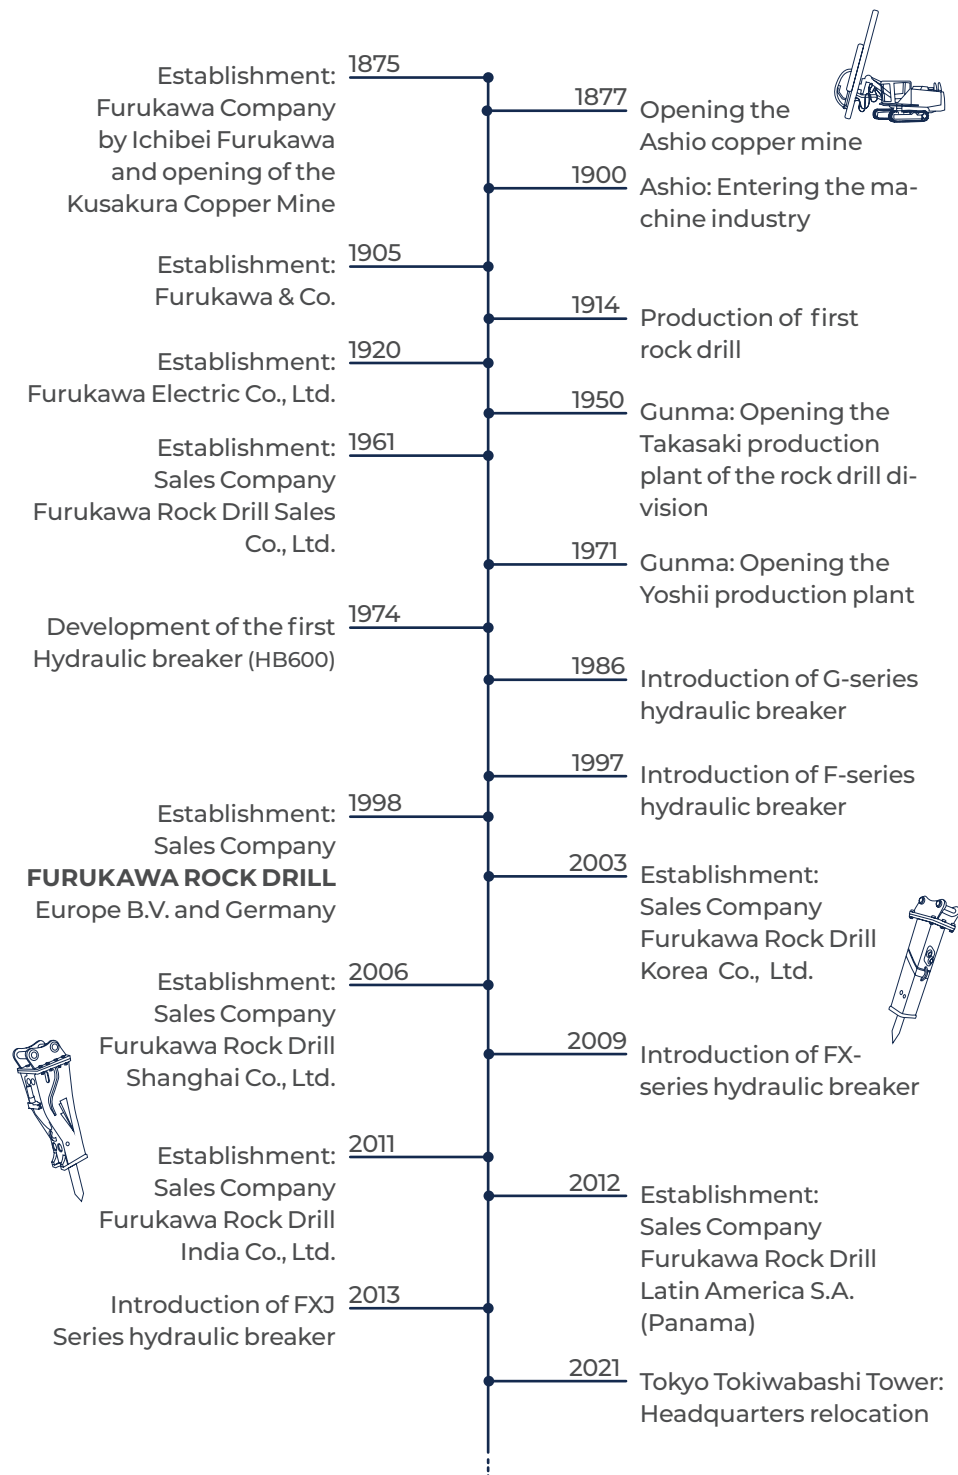 1875
Establishment:
Furukawa Company
by Ichibei Furukawa
and opening of the
Kusakura Copper Mine
1877
Opening the
Ashio copper mine
1900
Ashio: Entering the ma-
chine industry
1905
Establishment:
Furukawa & Co.
1914
Production of first
rock drill
1920
Establishment:
Furukawa Electric Co., Ltd.
1950
Gunma: Opening the
Takasaki production
plant of the rock drill di-
vision
1961
Establishment:
Sales Company
Furukawa Rock Drill Sales
Co., Ltd.
1971
Gunma: Opening the
Yoshii production plant
1974
Development of the first
Hydraulic breaker (HB600)
1986
Introduction of G-series
hydraulic breaker
1997
Introduction of F-series
hydraulic breaker
1998
Establishment:
Sales Company
FURUKAWA ROCK DRILL
Europe B.V. and Germany
2003
Establishment:
Sales Company
Furukawa Rock Drill
Korea Co., Ltd.
2006
Establishment:
Sales Company
Furukawa Rock Drill
Shanghai Co., Ltd.
2009
Introduction of FX-
series hydraulic breaker
2011
Establishment:
Sales Company
Furukawa Rock Drill
India Co., Ltd.
2012
Establishment:
Sales Company
Furukawa Rock Drill
Latin America S.A.
(Panama)
2013
Introduction of FXJ
Series hydraulic breaker
2021
Tokyo Tokiwabashi Tower:
Headquarters relocation